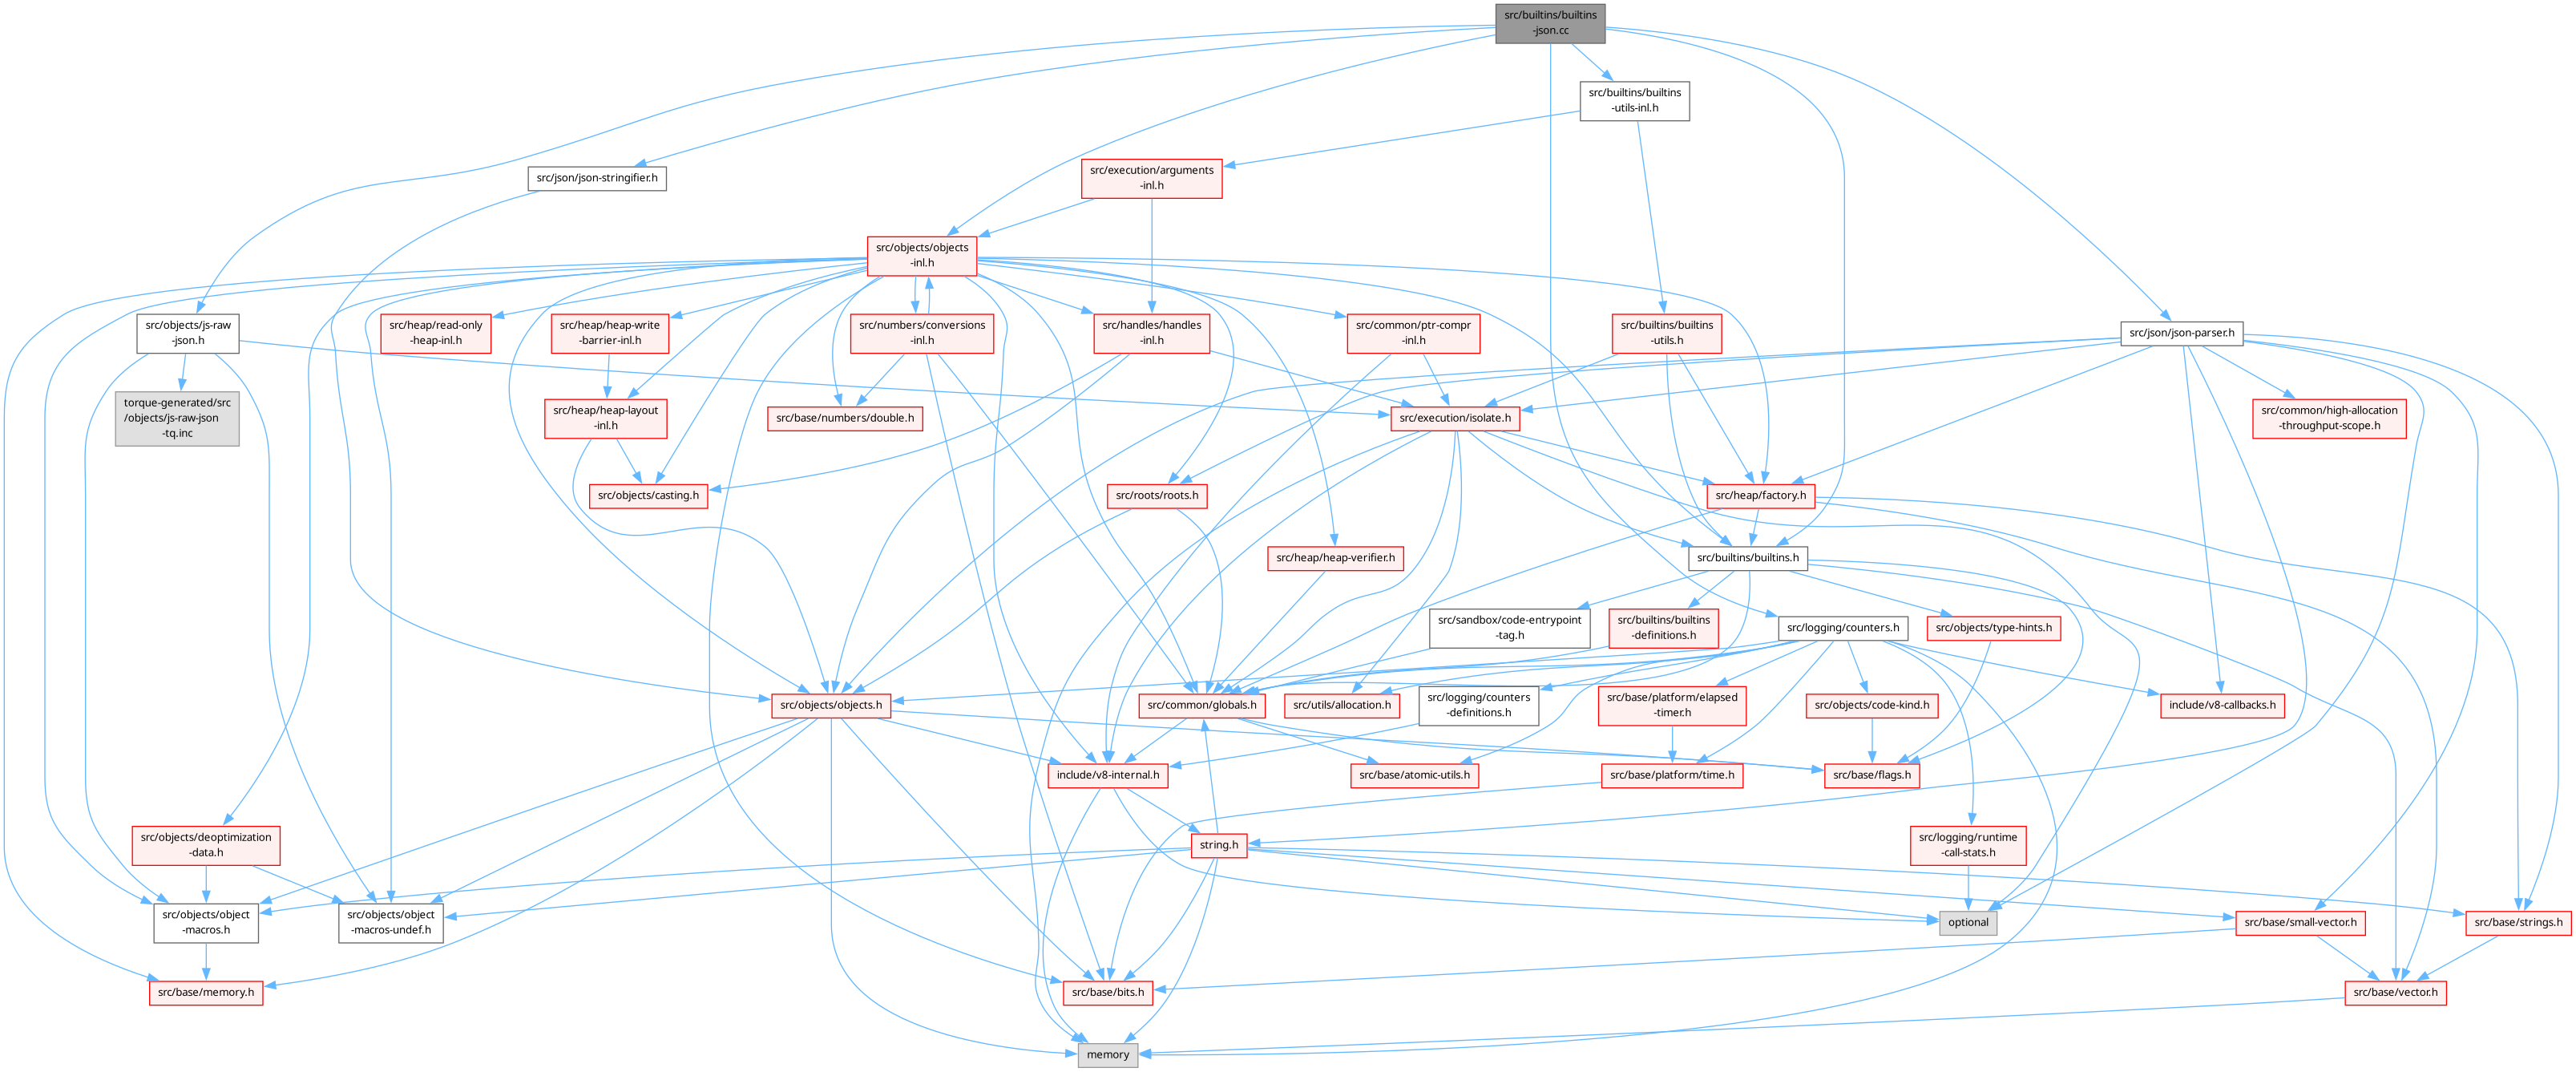 src/builtins/builtins
-json.cc
src/builtins/builtins
-utils-inl.h
src/json/json-stringifier.h
src/execution/arguments
-inl.h
src/objects/objects
-inl.h
src/objects/js-raw
-json.h
src/heap/read-only
-heap-inl.h
src/heap/heap-write
-barrier-inl.h
src/numbers/conversions
-inl.h
src/handles/handles
-inl.h
src/common/ptr-compr
-inl.h
src/builtins/builtins
-utils.h
src/json/json-parser.h
torque-generated/src
/objects/js-raw-json
-tq.inc
src/heap/heap-layout
-inl.h
src/base/numbers/double.h
src/execution/isolate.h
src/common/high-allocation
-throughput-scope.h
src/objects/casting.h
src/roots/roots.h
src/heap/factory.h
src/heap/heap-verifier.h
src/builtins/builtins.h
src/sandbox/code-entrypoint
-tag.h
src/builtins/builtins
-definitions.h
src/logging/counters.h
src/objects/type-hints.h
src/objects/objects.h
src/common/globals.h
src/utils/allocation.h
src/logging/counters
-definitions.h
src/base/platform/elapsed
-timer.h
src/objects/code-kind.h
include/v8-callbacks.h
include/v8-internal.h
src/base/atomic-utils.h
src/base/platform/time.h
src/base/flags.h
src/objects/deoptimization
-data.h
string.h
src/logging/runtime
-call-stats.h
src/objects/object
-macros.h
src/objects/object
-macros-undef.h
optional
src/base/small-vector.h
src/base/strings.h
src/base/memory.h
src/base/bits.h
src/base/vector.h
memory